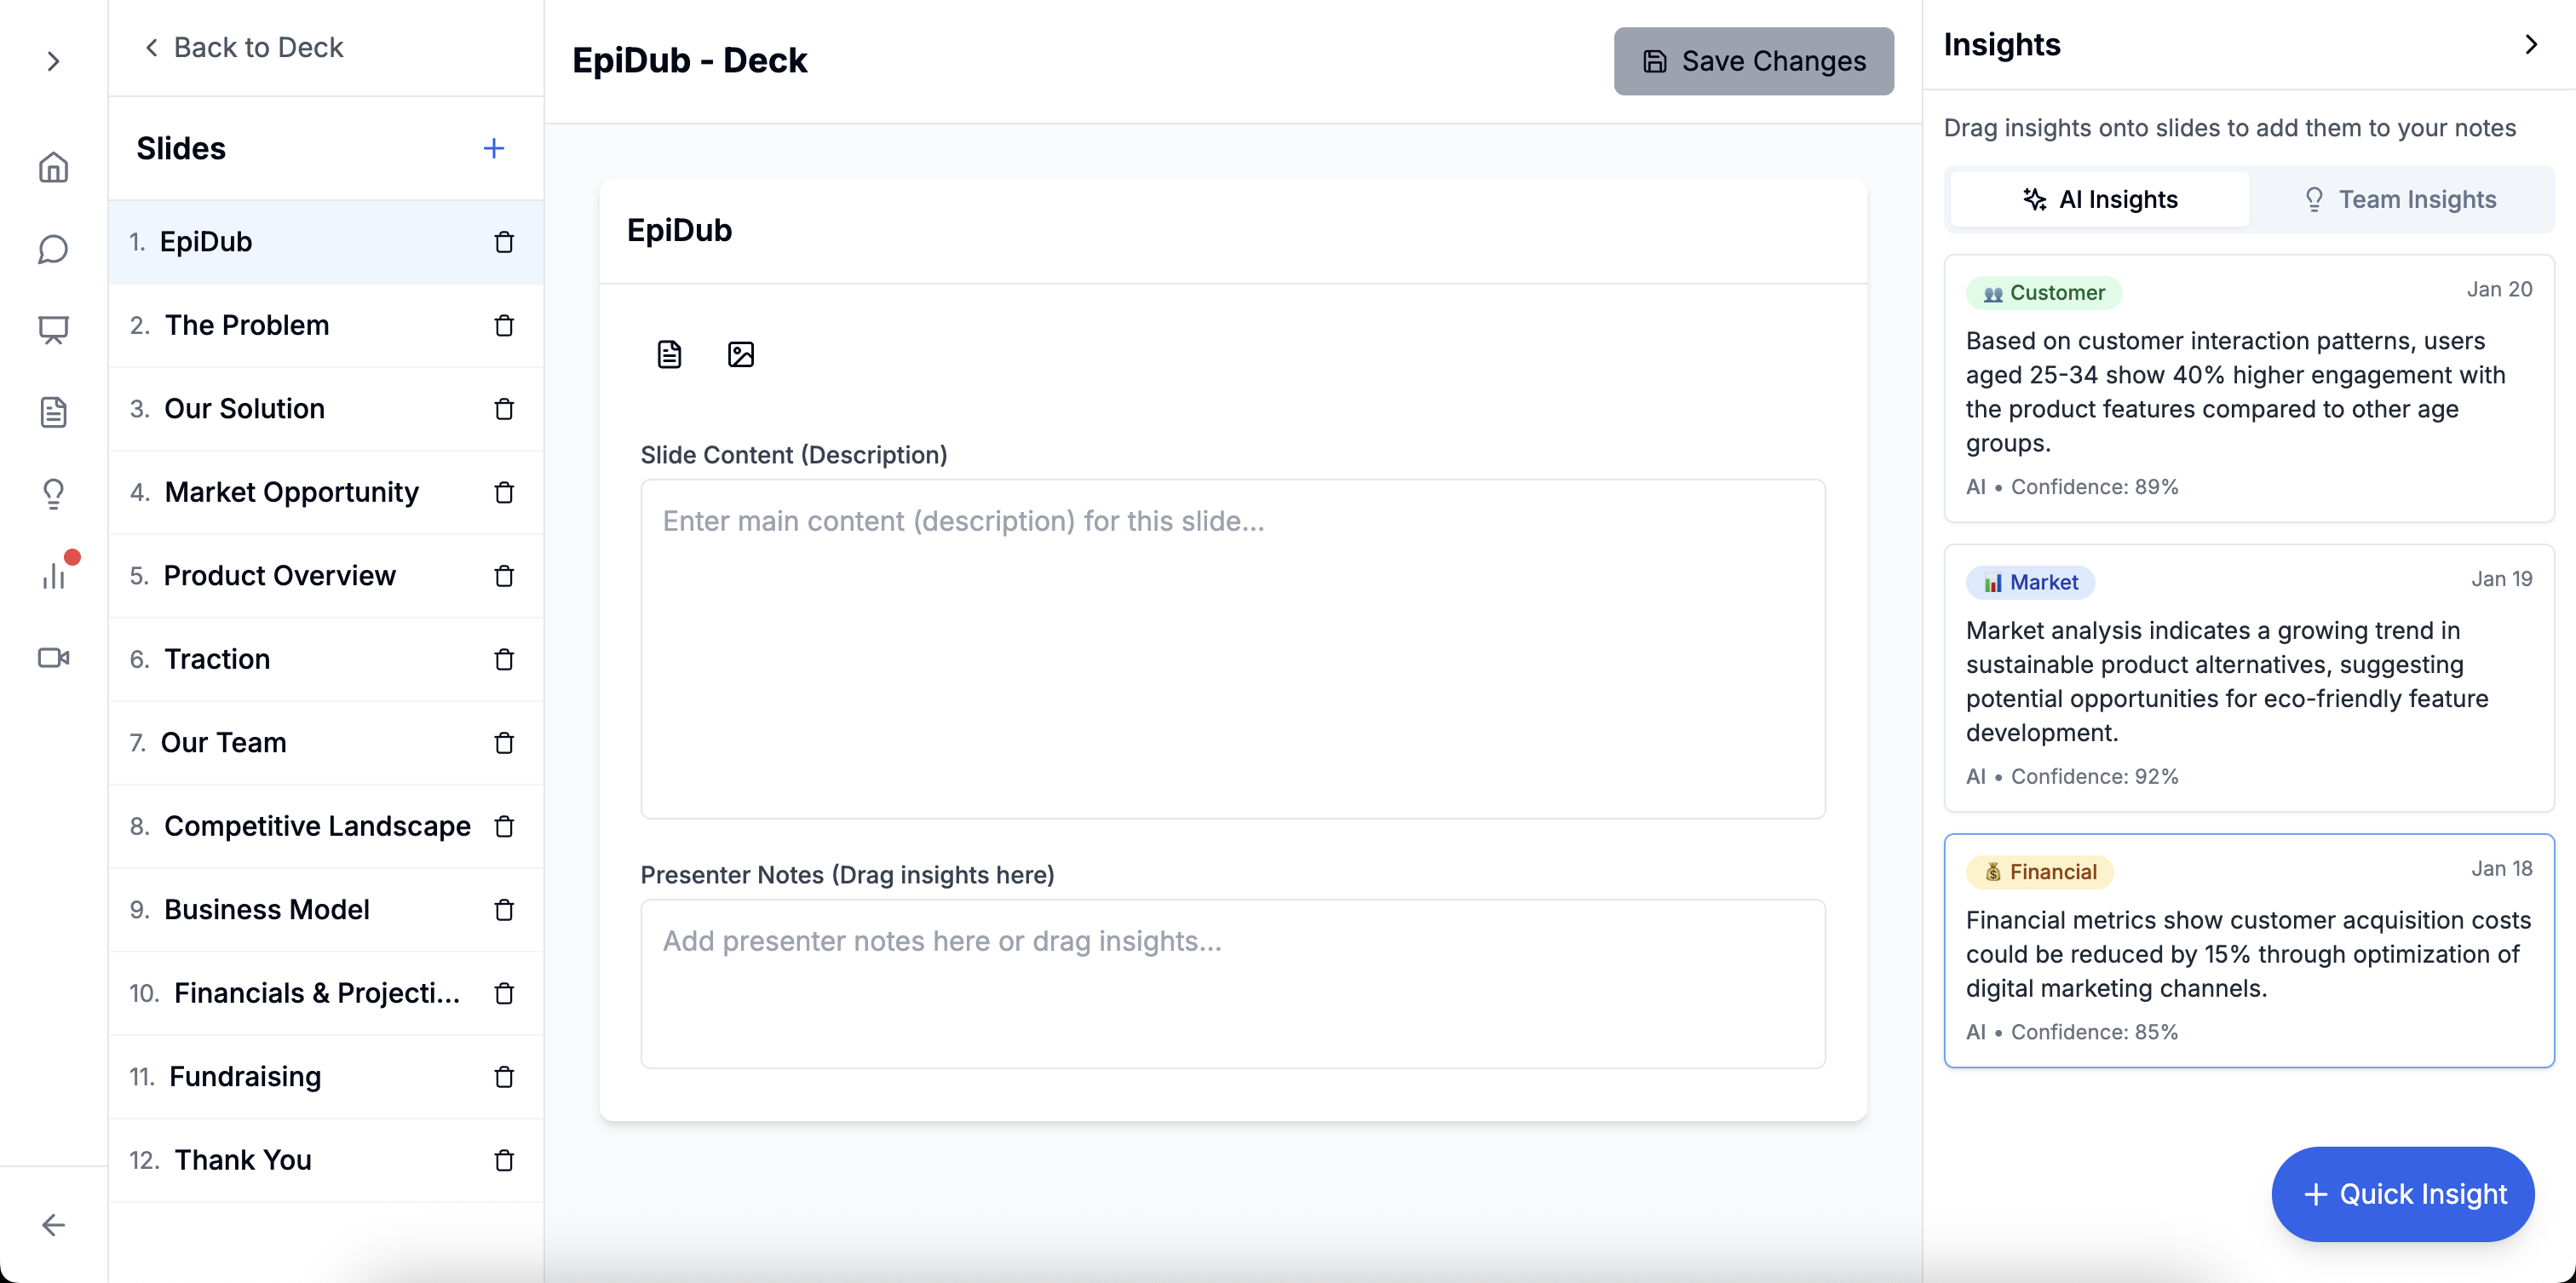 Back to Deck
Slides
1. EpiDub
2. The Problem
3. Our Solution
4. Market Opportunity
5. Product Overview
6. Traction
7. Our Team
8. Competitive Landscape
9. Business Model
10. Financials & Projecti...
11. Fundraising
12. Thank You
EpiDub - Deck
Save Changes
EpiDub
Slide Content (Description)
Enter main content (description) for this slide...
Presenter Notes (Drag insights here)
Add presenter notes here or drag insights...
Insights
Drag insights onto slides to add them to your notes
AI Insights
Team Insights
Customer
Jan 20
Based on customer interaction patterns, users
aged 25-34 show 40% higher engagement with
the product features compared to other age
groups.
AI • Confidence: 89%
Market
Jan 19
Market analysis indicates a growing trend in
sustainable product alternatives, suggesting
potential opportunities for eco-friendly feature
development.
AI • Confidence: 92%
Financial
Jan 18
Financial metrics show customer acquisition costs
could be reduced by 15% through optimization of
digital marketing channels.
AI • Confidence: 85%
Quick Insight